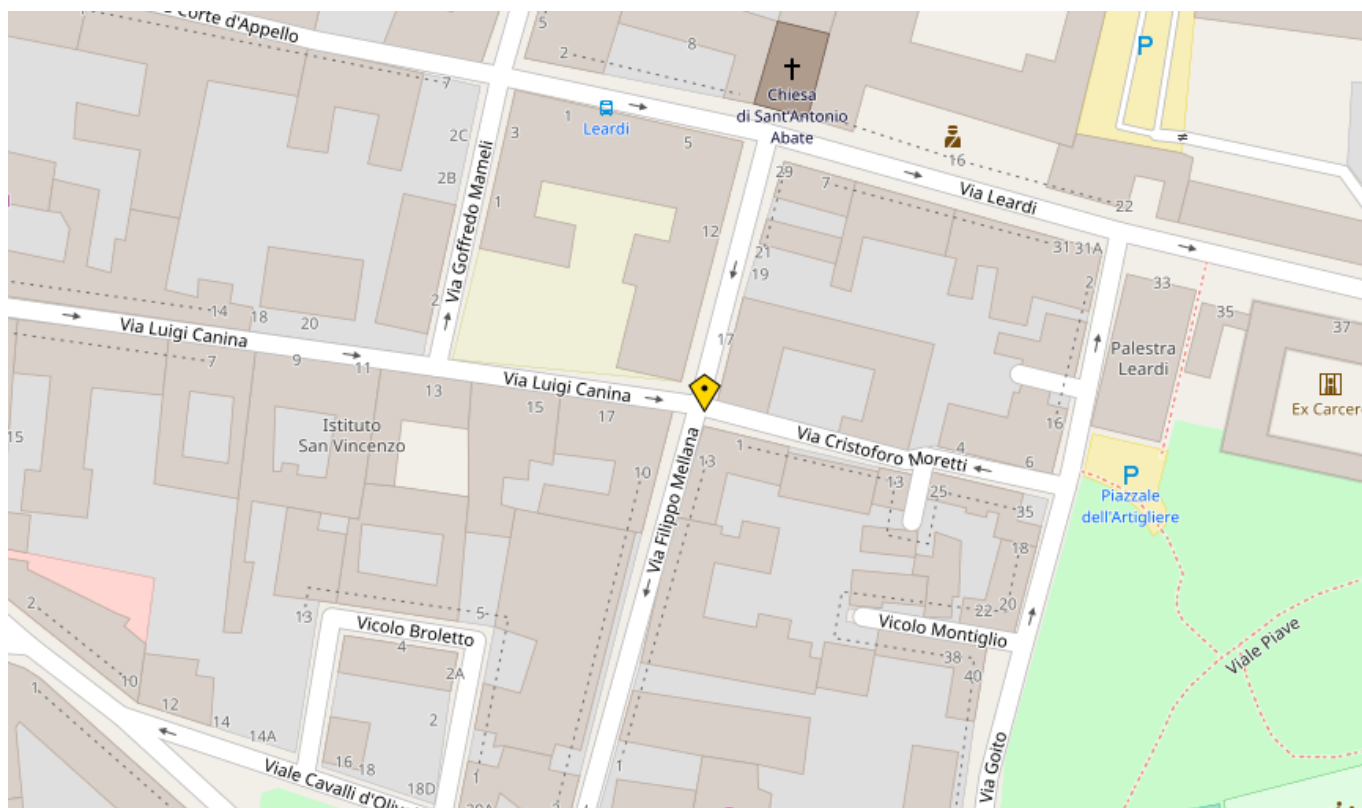 Corte d'Appello
5
2
8
7
Chiesa
di Sant'Antonio
Abate
P
1
Leardi
5
3
2C
2B
1
Via Goffredo Mameli
2
16
Via Leardi
22
29
7
12
21
19
17
31
31A
2
33
35
37
Palestra
Leardi
Ex Carcere
14
18
20
Via Luigi Canina
7
9
11
13
Via Luigi Canina
15
17
Istituto
San Vincenzo
15
10
13
Via Filippo Mellana
1
Via Cristoforo Moretti
4
6
16
13
25
35
18
P
Piazzale
dell'Artigliere
20
22
Vicolo Montiglio
38
40
Via Goito
Viale Piave
2
10
12
14
14A
1
13
5
Vicolo Broletto
4
2A
2
16
18
18D
1
1
Viale Cavalli d'Oliv